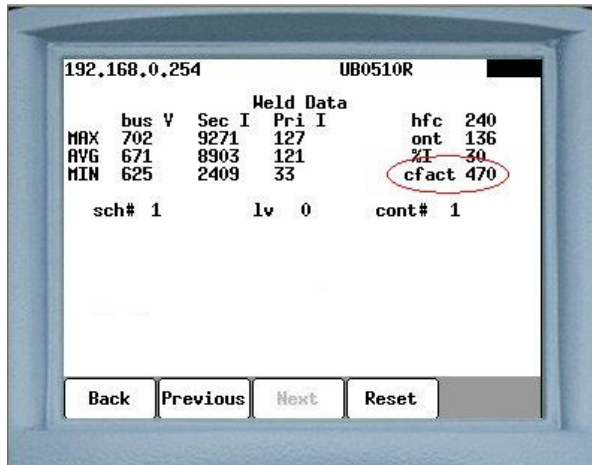 192.168.0.254 UB0510R
Weld Data
bus V Sec I Pri I hfc 240
MAX 702 9271 127 ont 136
AVG 671 8903 121 %I 30
MIN 625 2409 33 cfact 470
sch# 1 lv 0 cont# 1
Back Previous Next Reset